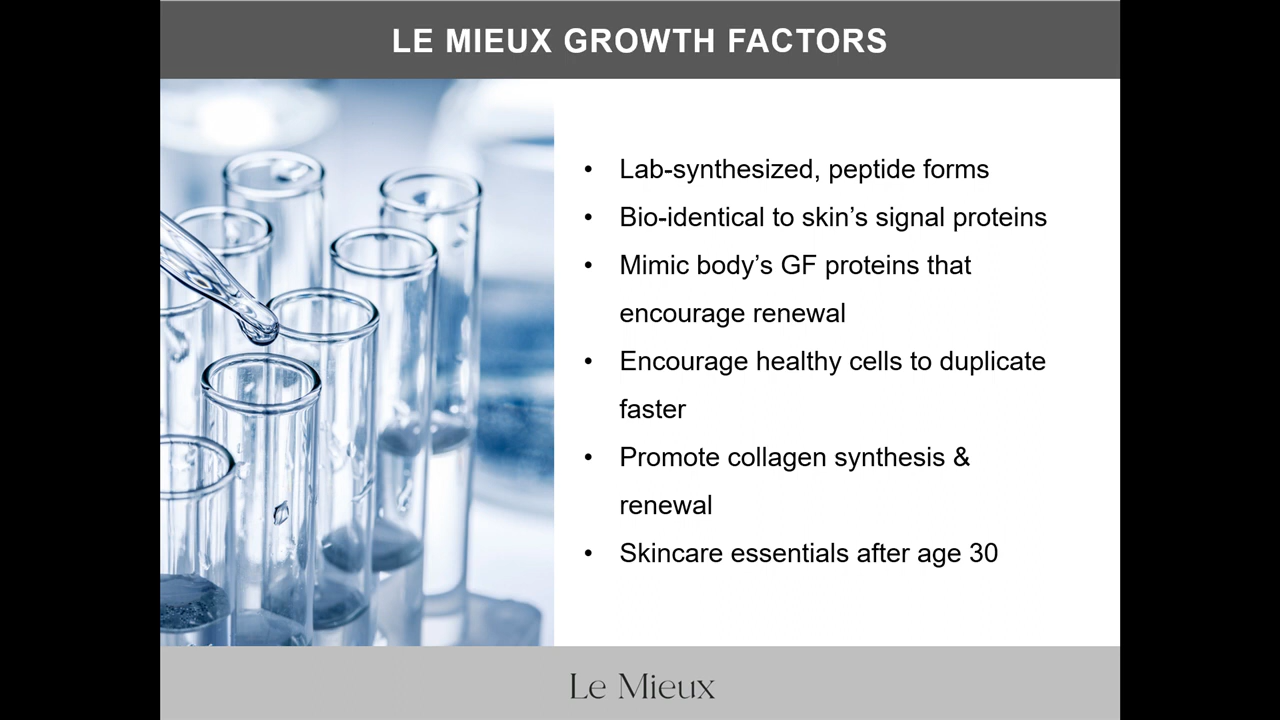 LE MIEUX GROWTH FACTORS
• Lab-synthesized, peptide forms
• Bio-identical to skin’s signal proteins
• Mimic body’s GF proteins that
encourage renewal
• Encourage healthy cells to duplicate
faster
• Promote collagen synthesis &
renewal
• Skincare essentials after age 30
Le Mieux